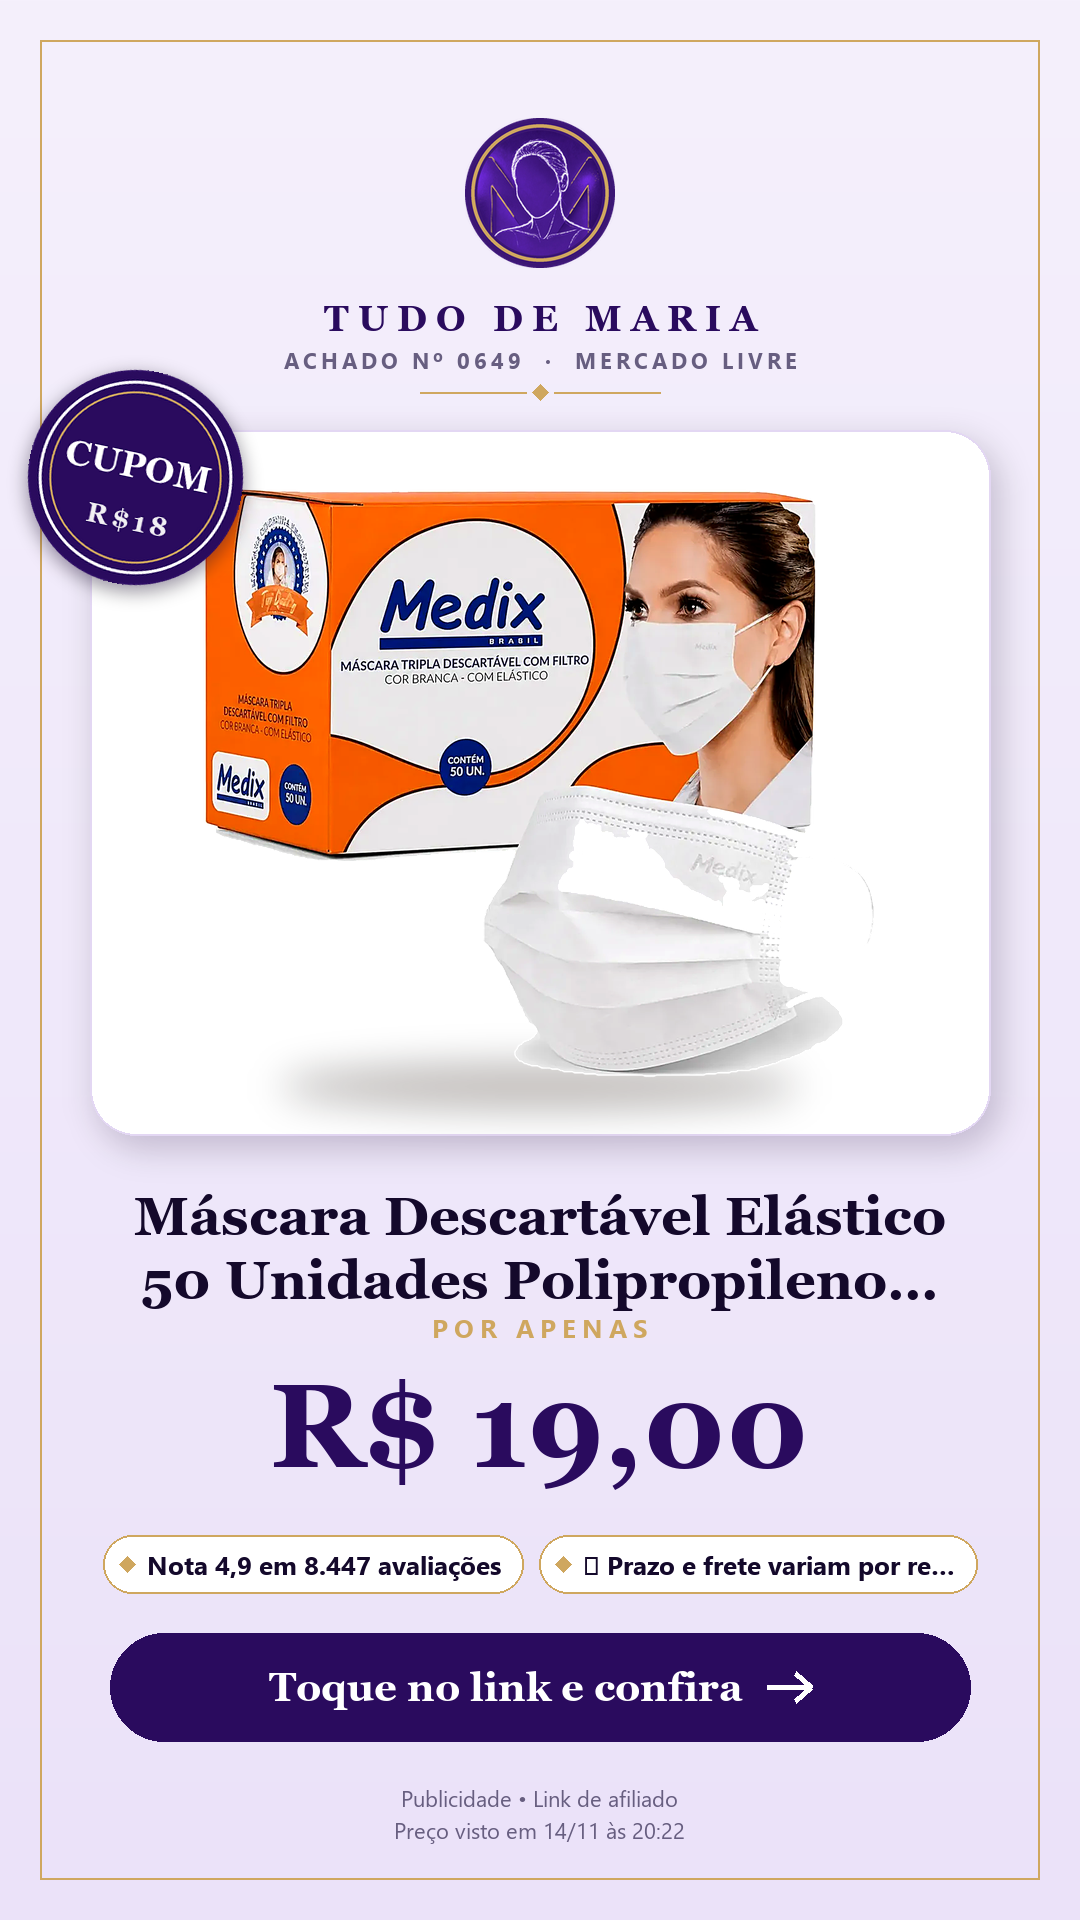 TUDO DE MARIA
ACHADO Nº 0649 · MERCADO LIVRE
CUPOM
R$18
Top Quality
Medix
BRASIL
MÁSCARA TRIPLA DESCARTÁVEL COM FILTRO
COR BRANCA - COM ELÁSTICO
MÁSCARA TRIPLA
DESCARTÁVEL COM FILTRO
COR BRANCA - COM ELÁSTICO
CONTÉM
50 UN.
Medix
CONTÉM
50 UN.
Medix
Medix
Máscara Descartável Elástico
50 Unidades Polipropileno...
POR APENAS
R$ 19,00
Nota 4,9 em 8.447 avaliações
Prazo e frete variam por re...
Toque no link e confira →
Publicidade • Link de afiliado
Preço visto em 14/11 às 20:22